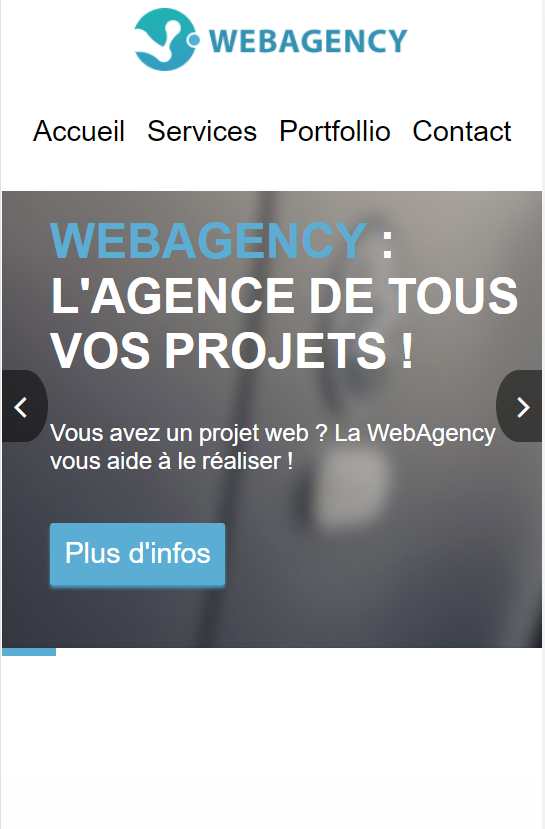 WEBAGENCY
Accueil Services Portfollio Contact
WEBAGENCY :
L'AGENCE DE TOUS
VOS PROJETS !
Vous avez un projet web ? La WebAgency
vous aide à le réaliser !
Plus d'infos